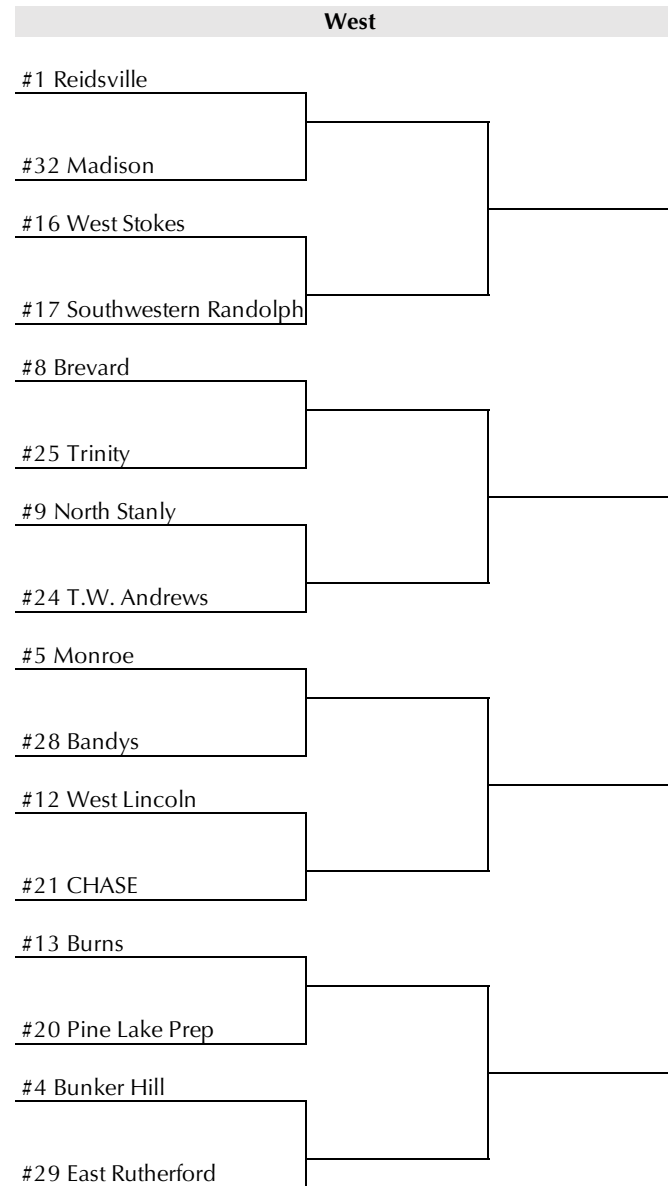 West
#1 Reidsville
#32 Madison
#16 West Stokes
#17 Southwestern Randolph
#8 Brevard
#25 Trinity
#9 North Stanly
#24 T.W. Andrews
#5 Monroe
#28 Bandys
#12 West Lincoln
#21 CHASE
#13 Burns
#20 Pine Lake Prep
#4 Bunker Hill
#29 East Rutherford